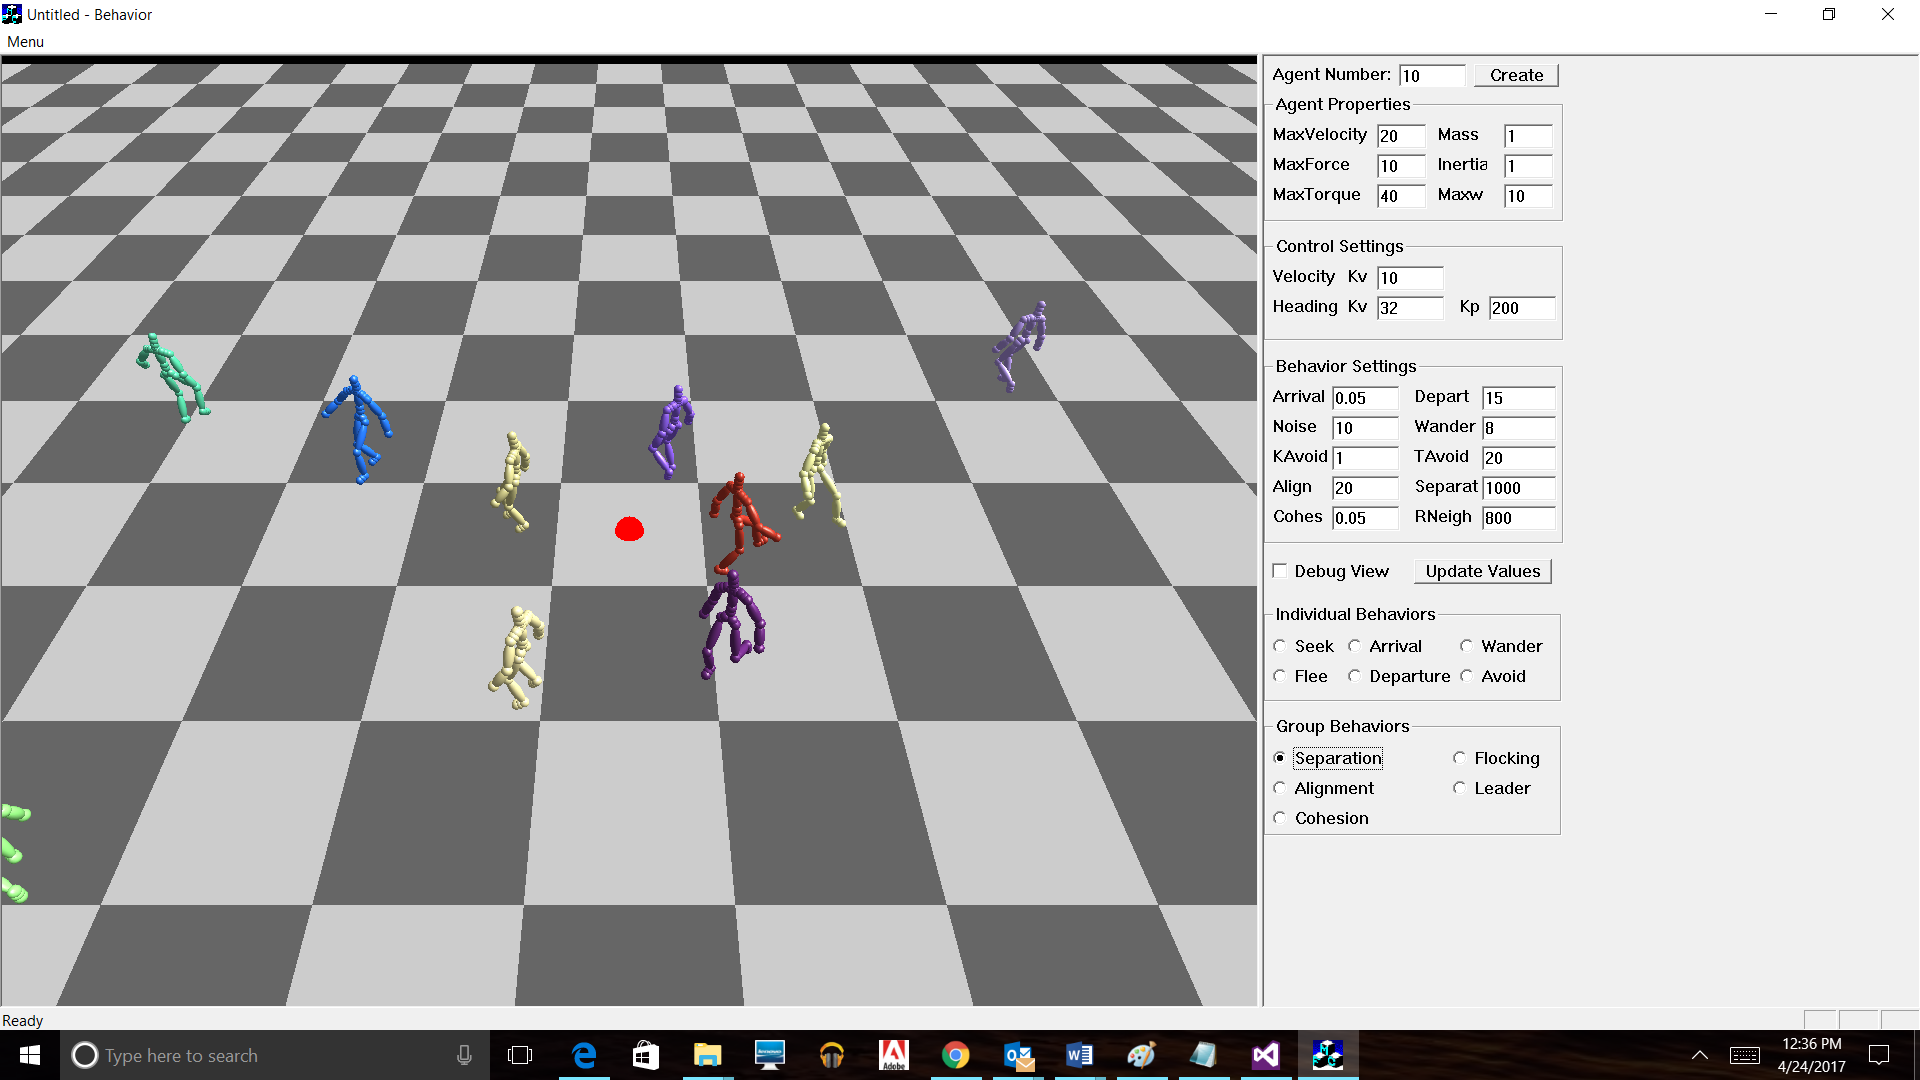 Untitled - Behavior
Menu
Agent Number: 10 Create
Agent Properties
MaxVelocity 20 Mass 1
MaxForce 10 Inertia 1
MaxTorque 40 Maxw 10
Control Settings
Velocity Kv 10
Heading Kv 32 Kp 200
Behavior Settings
Arrival 0.05 Depart 15
Noise 10 Wander 8
KAvoid 1 TAvoid 20
Align 20 Separat 1000
Cohes 0.05 RNeigh 800
Debug View Update Values
Individual Behaviors
Seek Arrival Wander
Flee Departure Avoid
Group Behaviors
Separation Flocking
Alignment Leader
Cohesion
Ready
Type here to search
Adobe
12:36 PM
4/24/2017